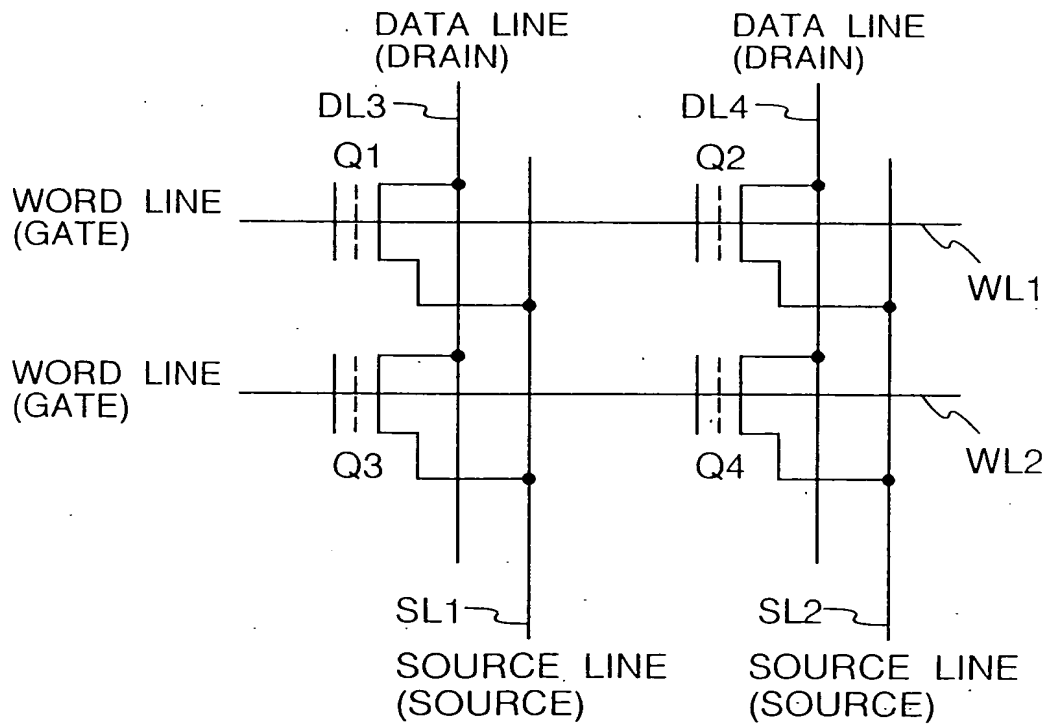 DATA LINE
(DRAIN)
DATA LINE
(DRAIN)
DL3
DL4
Q1
Q2
WORD LINE
(GATE)
WL1
WORD LINE
(GATE)
Q3
Q4
WL2
SL1
SL2
SOURCE LINE
(SOURCE)
SOURCE LINE
(SOURCE)